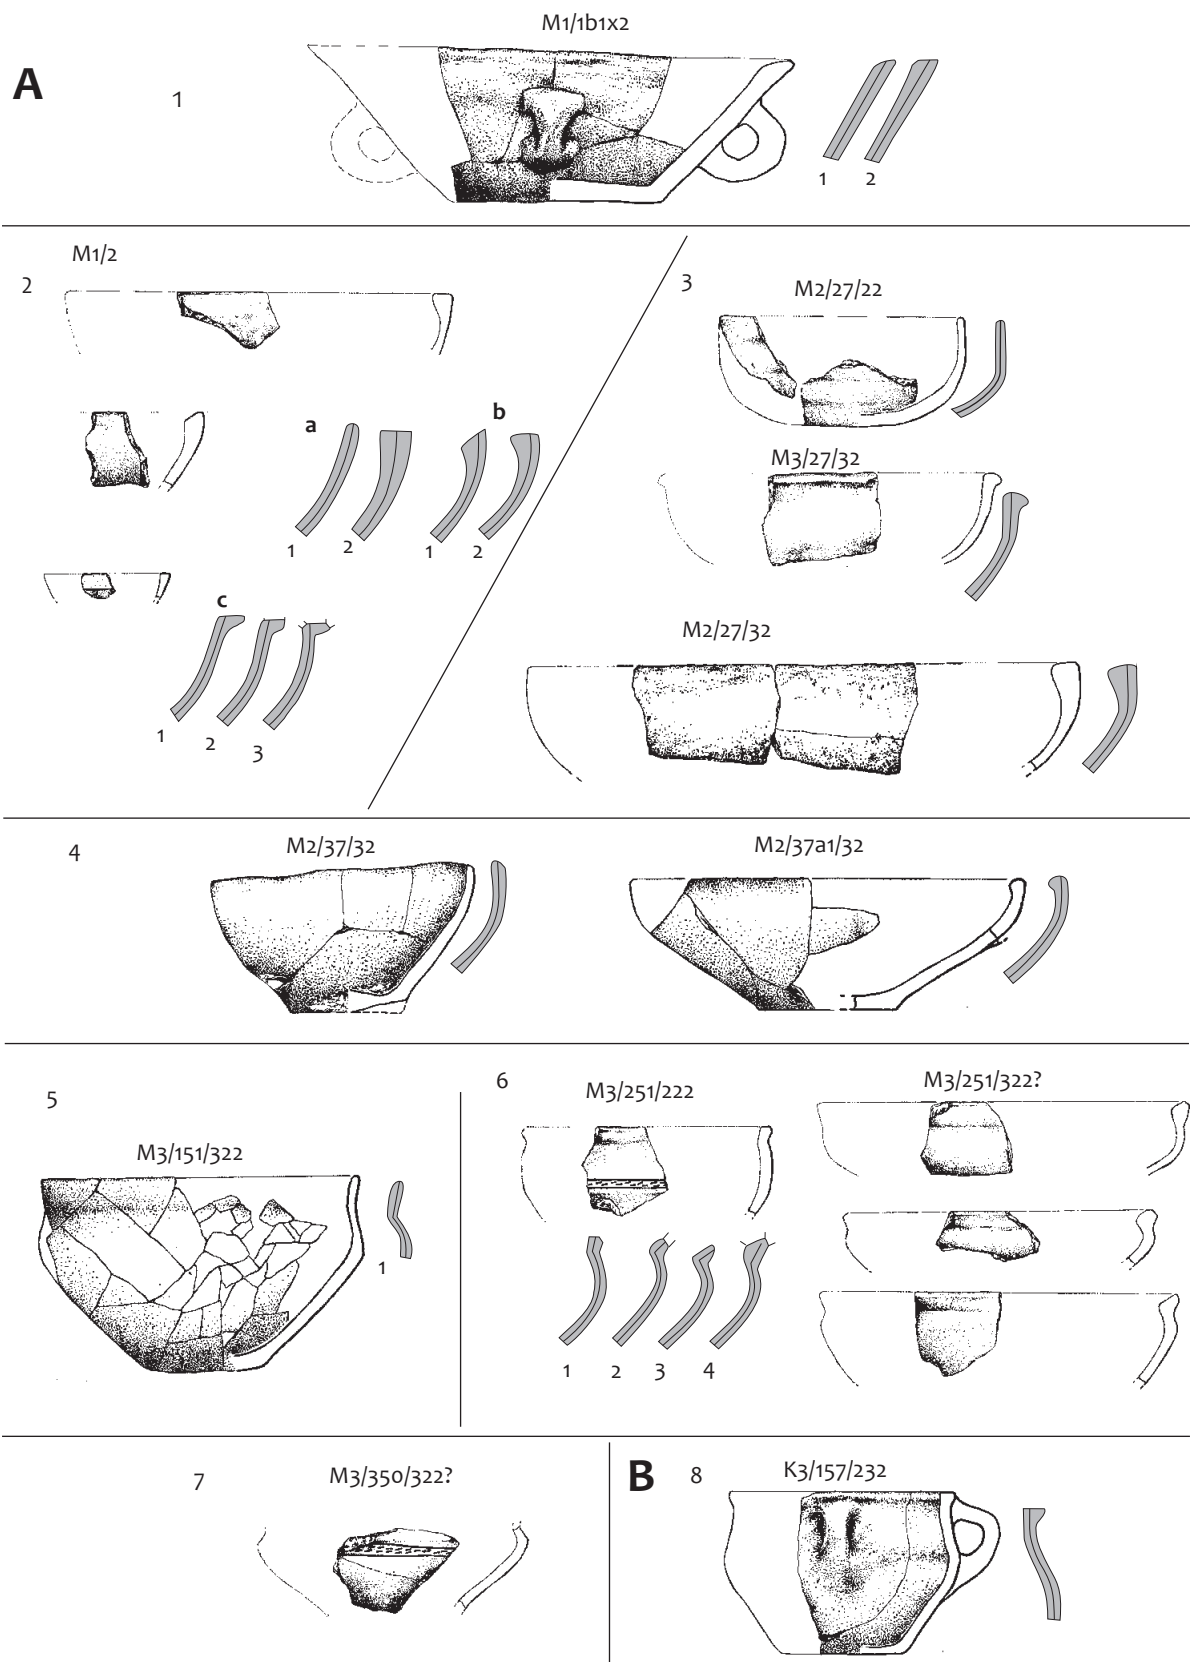 M1/1b1x2
A
1
1 2
M1/2
2
a
b
1 2 1 2
c
1 2 3
3
M2/27/22
M3/27/32
M2/27/32
4
M2/37/32
M2/37a1/32
5
M3/151/322
1
6
M3/251/222
M3/251/322?
1 2 3 4
7
M3/350/322?
B
8
K3/157/232